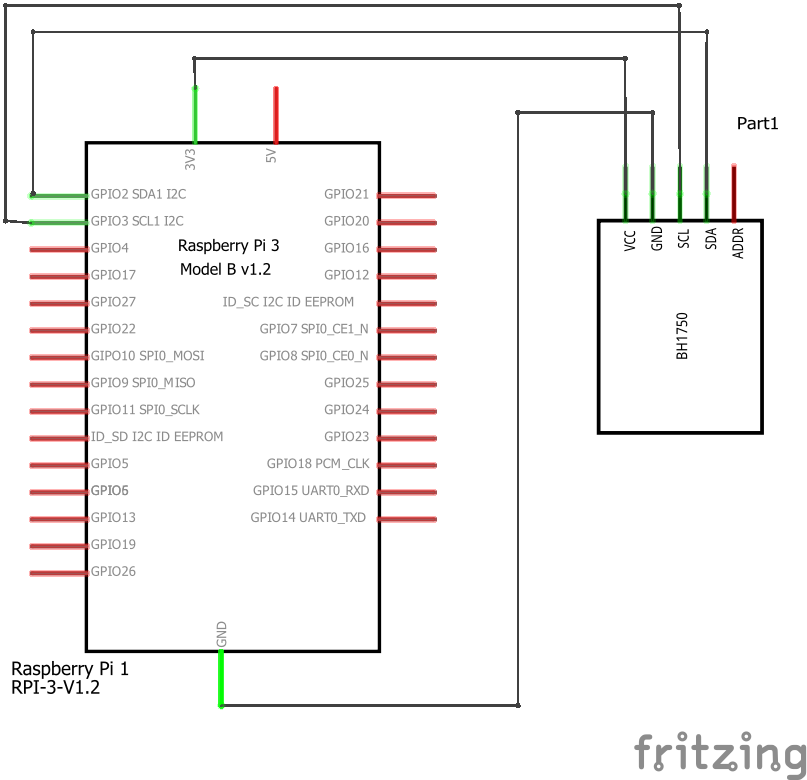 Part1
3V3
5V
GPIO2 SDA1 I2C
GPIO3 SCL1 I2C
GPIO4
GPIO17
GPIO27
GPIO22
GIPO10 SPI0_MOSI
GPIO9 SPI0_MISO
GPIO11 SPI0_SCLK
ID_SD I2C ID EEPROM
GPIO5
GPIO6
GPIO13
GPIO19
GPIO26
Raspberry Pi 3
Model B v1.2
GPIO21
GPIO20
GPIO16
GPIO12
ID_SC I2C ID EEPROM
GPIO7 SPI0_CE1_N
GPIO8 SPI0_CE0_N
GPIO25
GPIO24
GPIO23
GPIO18 PCM_CLK
GPIO15 UART0_RXD
GPIO14 UART0_TXD
GND
VCC
GND
SCL
SDA
ADDR
BH1750
Raspberry Pi 1
RPI-3-V1.2
fritzing